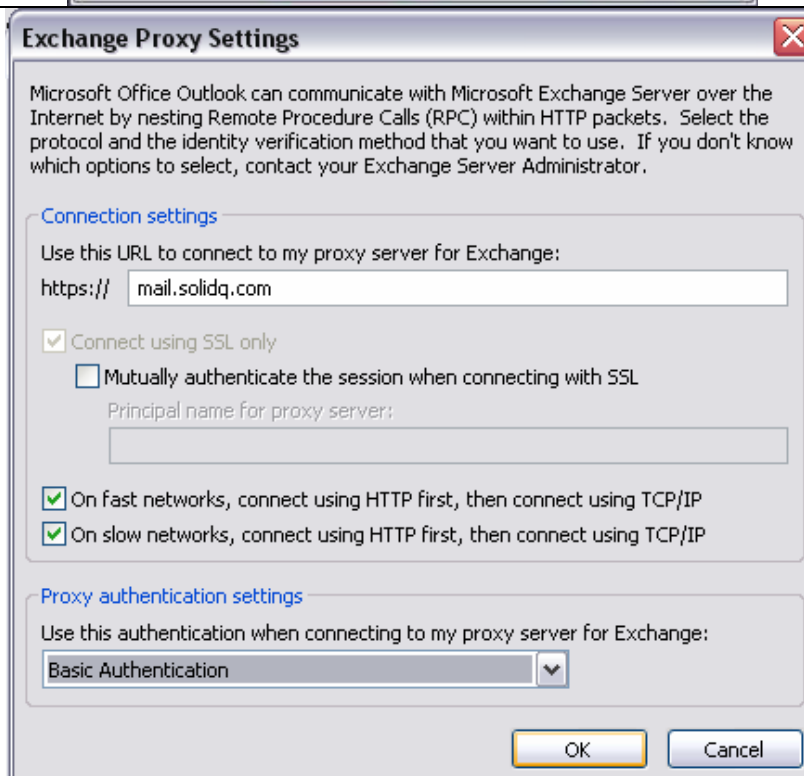 Exchange Proxy Settings
Microsoft Office Outlook can communicate with Microsoft Exchange Server over the
Internet by nesting Remote Procedure Calls (RPC) within HTTP packets. Select the
protocol and the identity verification method that you want to use. If you don't know
which options to select, contact your Exchange Server Administrator.
Connection settings
Use this URL to connect to my proxy server for Exchange:
https:// mail.solidq.com
Connect using SSL only
Mutually authenticate the session when connecting with SSL
Principal name for proxy server:
On fast networks, connect using HTTP first, then connect using TCP/IP
On slow networks, connect using HTTP first, then connect using TCP/IP
Proxy authentication settings
Use this authentication when connecting to my proxy server for Exchange:
Basic Authentication
OK Cancel